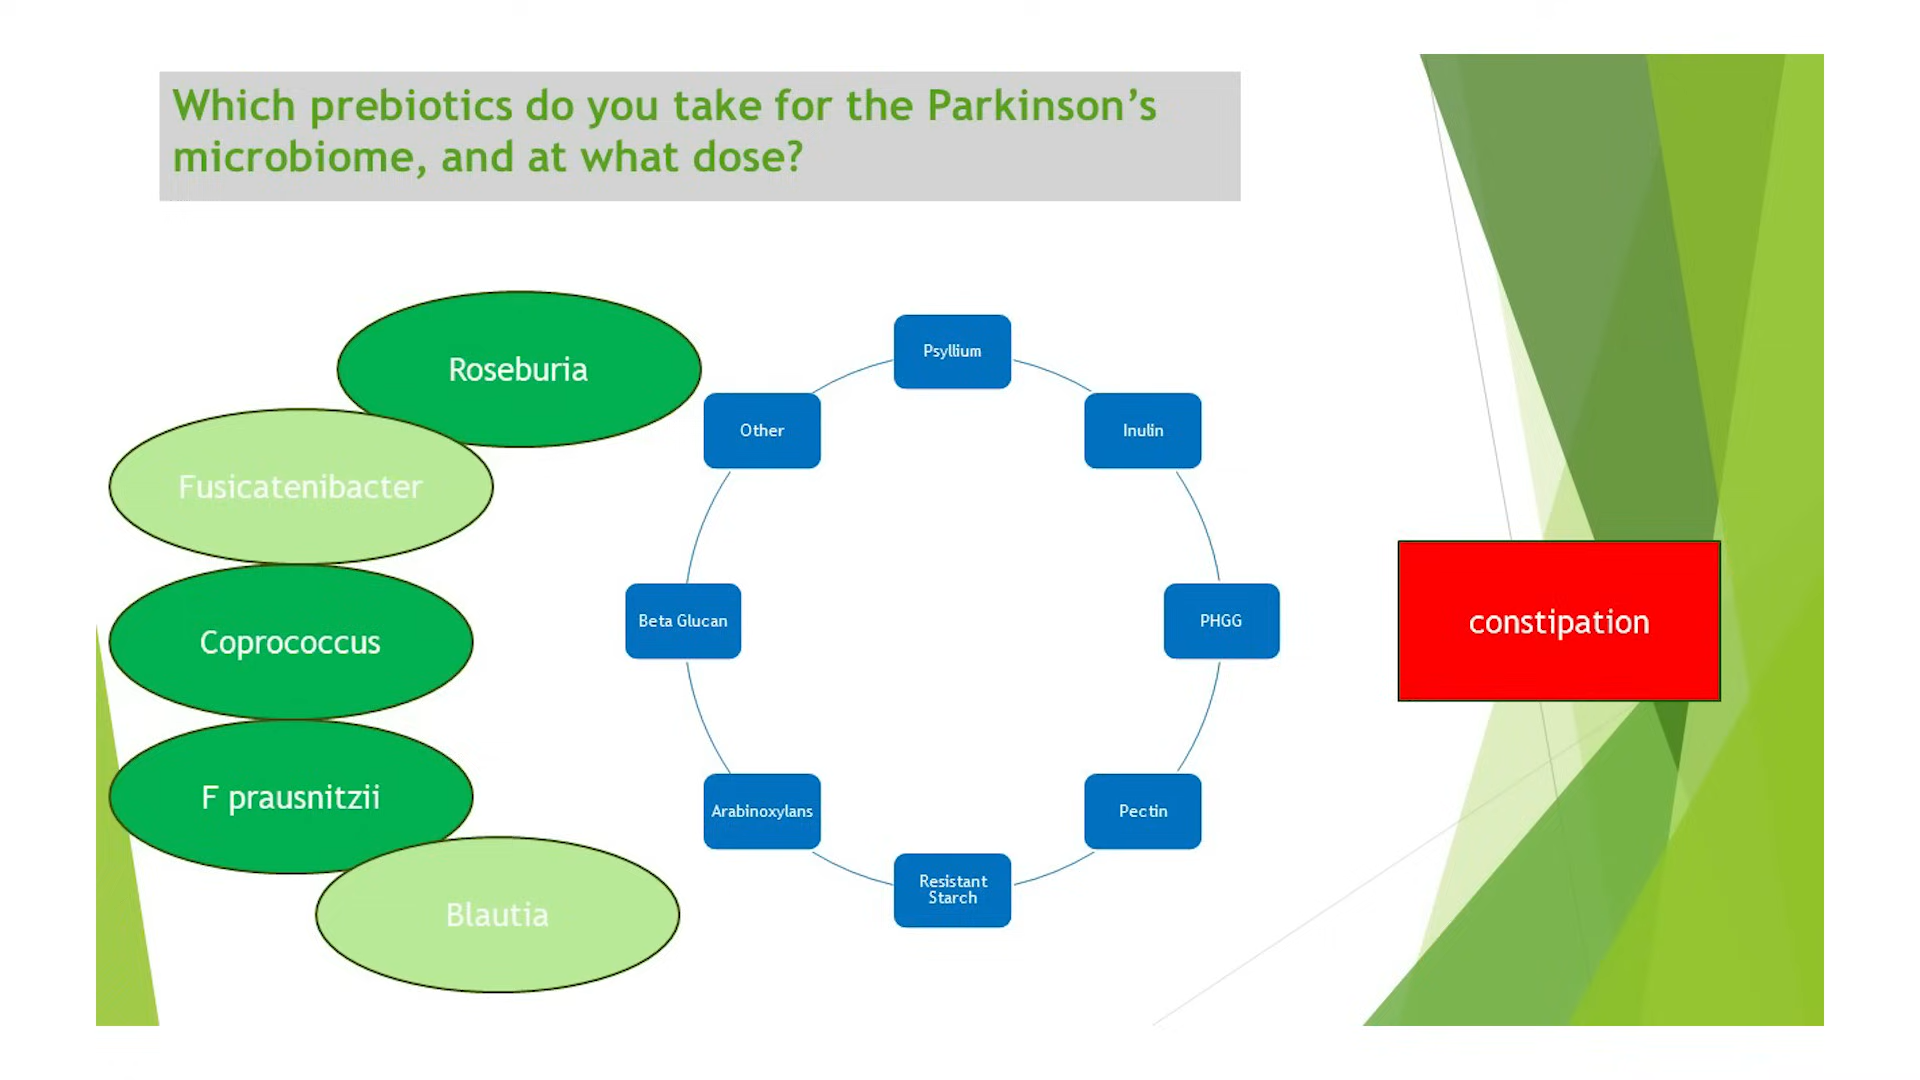 Which prebiotics do you take for the Parkinson’s
microbiome, and at what dose?
Roseburia
Fusicatenibacter
Coprococcus
F prausnitzii
Blautia
Psyllium
Inulin
PHGG
Pectin
Resistant
Starch
Arabinoxylans
Beta Glucan
Other
constipation